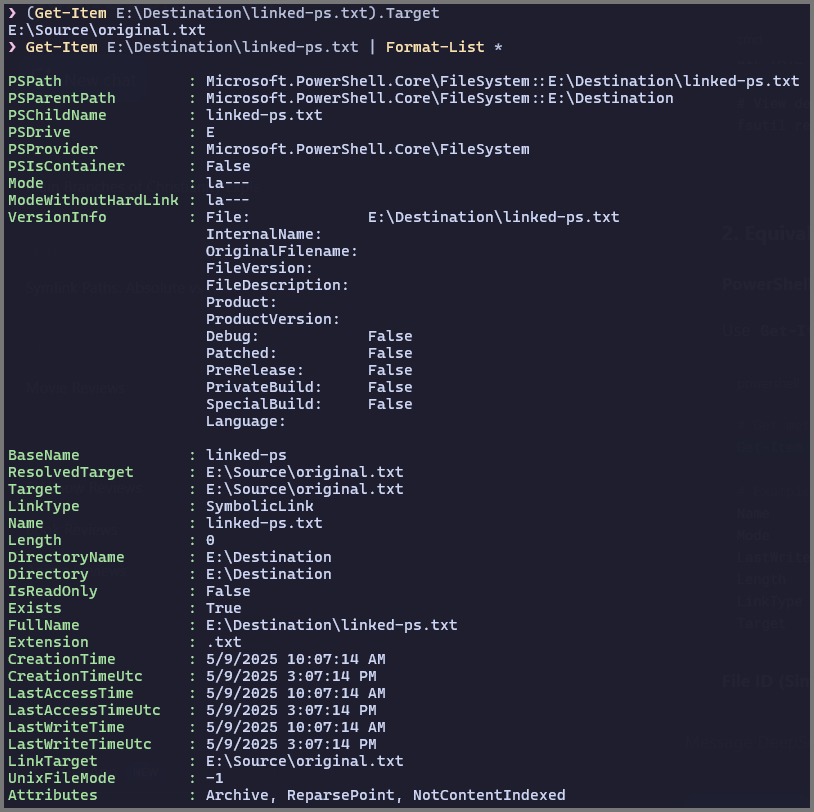 ❯ (Get-Item E:\Destination\linked-ps.txt).Target
E:\Source\original.txt
❯ Get-Item E:\Destination\linked-ps.txt | Format-List *

PSPath              : Microsoft.PowerShell.Core\FileSystem::E:\Destination\linked-ps.txt
PSParentPath        : Microsoft.PowerShell.Core\FileSystem::E:\Destination
PSChildName         : linked-ps.txt
PSDrive             : E
PSProvider          : Microsoft.PowerShell.Core\FileSystem
PSIsContainer       : False
Mode                : la---
ModeWithoutHardLink : la---
VersionInfo         : File:             E:\Destination\linked-ps.txt
                      InternalName:
                      OriginalFilename:
                      FileVersion:
                      FileDescription:
                      Product:
                      ProductVersion:
                      Debug:            False
                      Patched:          False
                      PreRelease:       False
                      PrivateBuild:     False
                      SpecialBuild:     False
                      Language:

BaseName            : linked-ps
ResolvedTarget      : E:\Source\original.txt
Target              : E:\Source\original.txt
LinkType            : SymbolicLink
Name                : linked-ps.txt
Length              : 0
DirectoryName       : E:\Destination
Directory           : E:\Destination
IsReadOnly          : False
Exists              : True
FullName            : E:\Destination\linked-ps.txt
Extension           : .txt
CreationTime        : 5/9/2025 10:07:14 AM
CreationTimeUtc     : 5/9/2025 3:07:14 PM
LastAccessTime      : 5/9/2025 10:07:14 AM
LastAccessTimeUtc   : 5/9/2025 3:07:14 PM
LastWriteTime       : 5/9/2025 10:07:14 AM
LastWriteTimeUtc    : 5/9/2025 3:07:14 PM
LinkTarget          : E:\Source\original.txt
UnixFileMode        : -1
Attributes          : Archive, ReparsePoint, NotContentIndexed